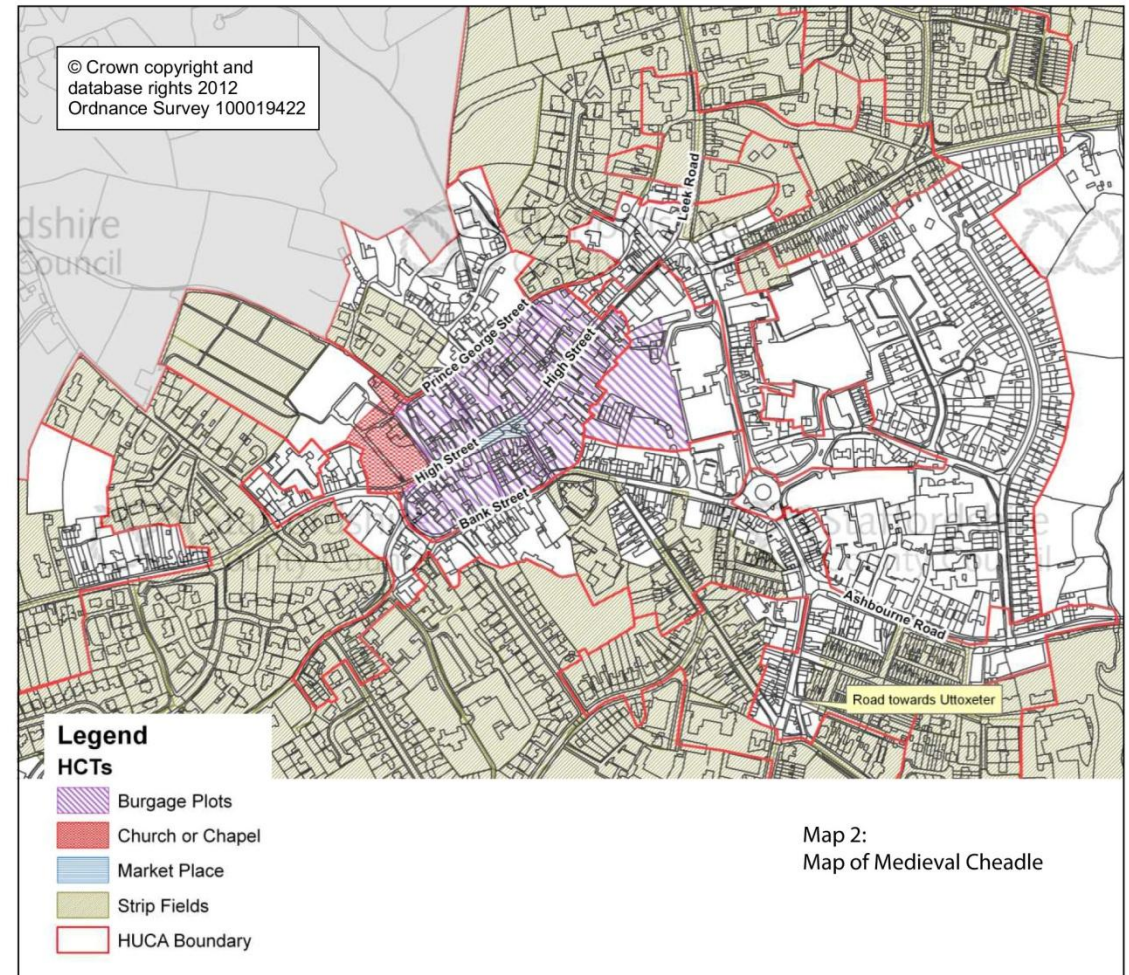 © Crown copyright and
database rights 2012
Ordnance Survey 100019422
dshire
Council
Leek Road
Prince George Street
High Street
High Street
Bank Street
Ashbourne Road
Road towards Uttoxeter
Legend
HCTs
Burgage Plots
Church or Chapel
Market Place
Strip Fields
HUCA Boundary
Map 2:
Map of Medieval Cheadle